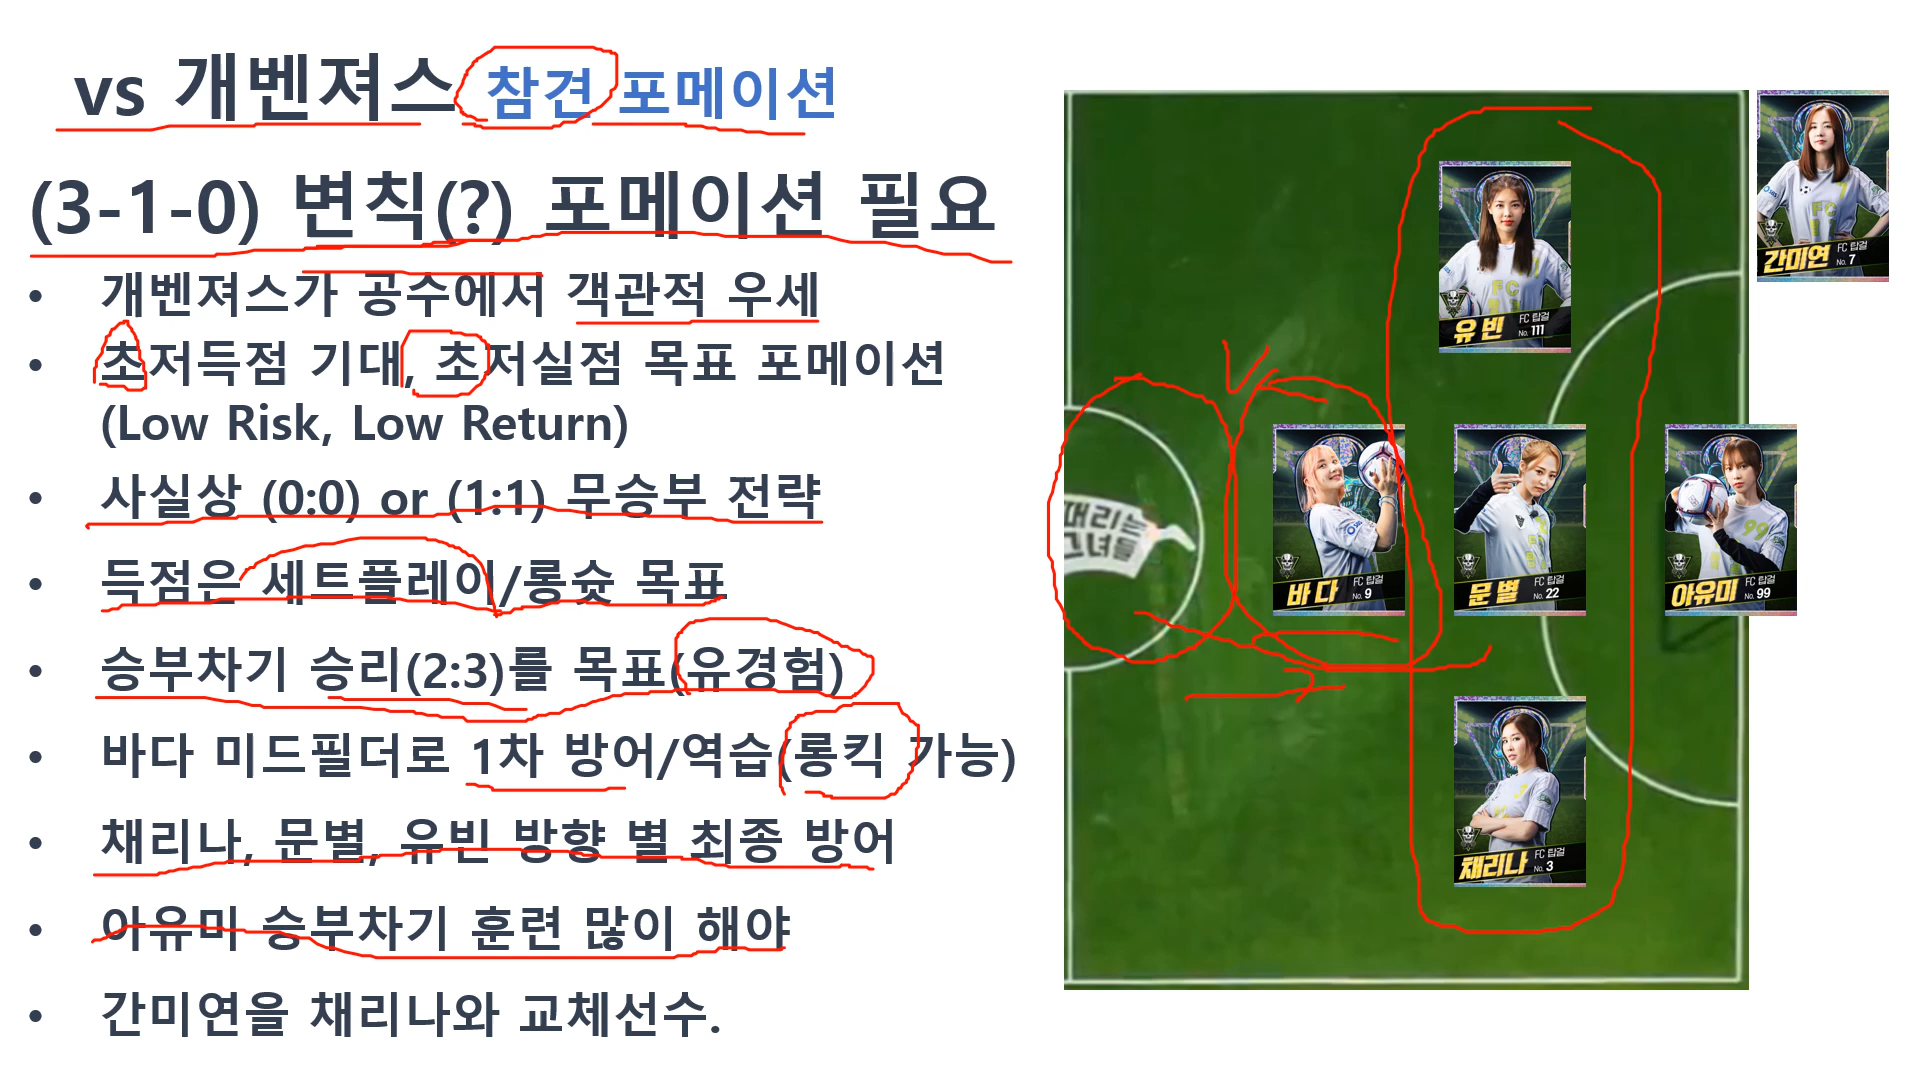 vs 개벤져스 참견 포메이션
(3-1-0) 변칙(?) 포메이션 필요
• 개벤져스가 공수에서 객관적 우세
• 초저득점 기대, 초저실점 목표 포메이션
(Low Risk, Low Return)
• 사실상 (0:0) or (1:1) 무승부 전략
• 득점은 세트플레이/롱슛 목표
• 승부차기 승리(2:3)를 목표(유경험)
• 바다 미드필더로 1차 방어/역습(롱킥 가능)
• 채리나, 문별, 유빈 방향 별 최종 방어
• 아유미 승부차기 훈련 많이 해야
• 간미연을 채리나와 교체선수.
간미연 FC 탑걸 No. 7
유빈 FC 탑걸 No. 111
바다 FC 탑걸 No. 9
문별 FC 탑걸 No. 22
아유미 FC 탑걸 No. 99
채리나 FC 탑걸 No. 3